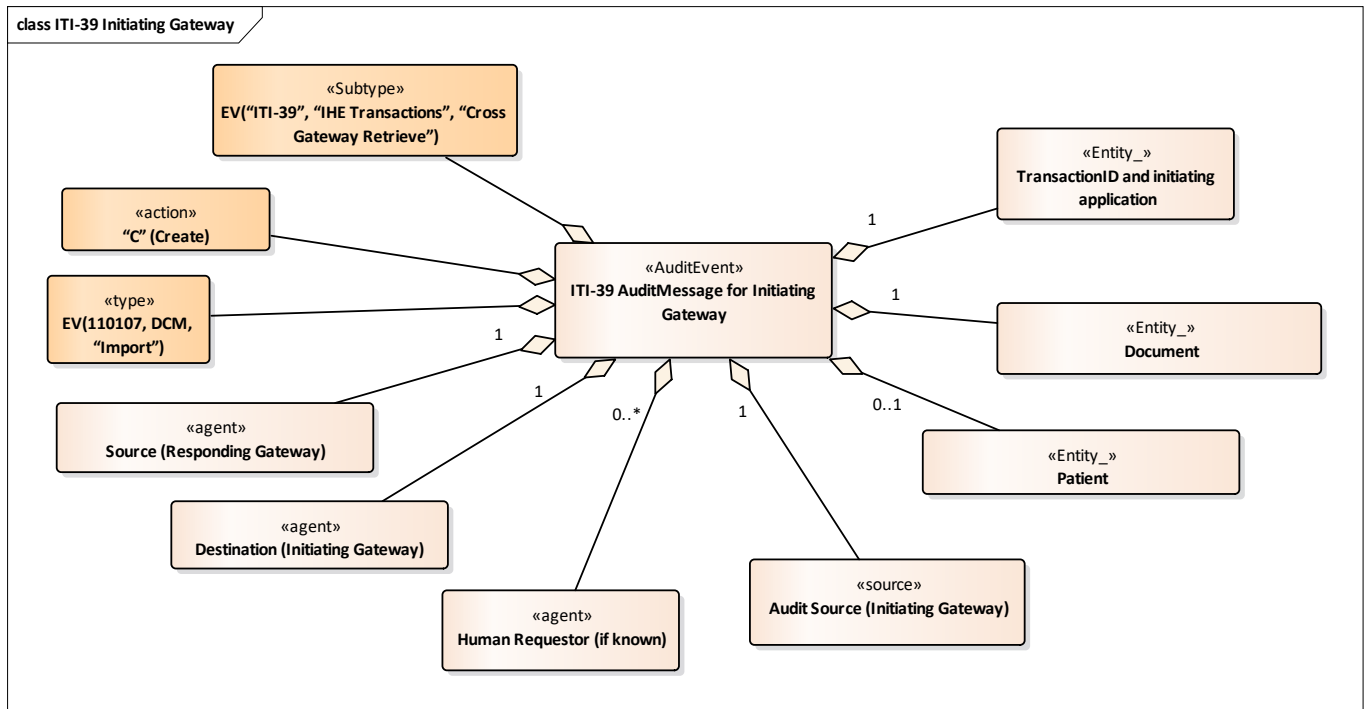 class ITI-39 Initiating Gateway
«Subtype»
EV(“ITI-39”, “IHE Transactions”, “Cross
Gateway Retrieve”)
«action»
“C” (Create)
«type»
EV(110107, DCM,
“Import”)
«AuditEvent»
ITI-39 AuditMessage for Initiating
Gateway
«Entity_»
TransactionID and initiating
application
1
«Entity_»
Document
1
«Entity_»
Patient
0..1
1
«agent»
Source (Responding Gateway)
1
«agent»
Destination (Initiating Gateway)
0..*
«agent»
Human Requestor (if known)
1
«source»
Audit Source (Initiating Gateway)